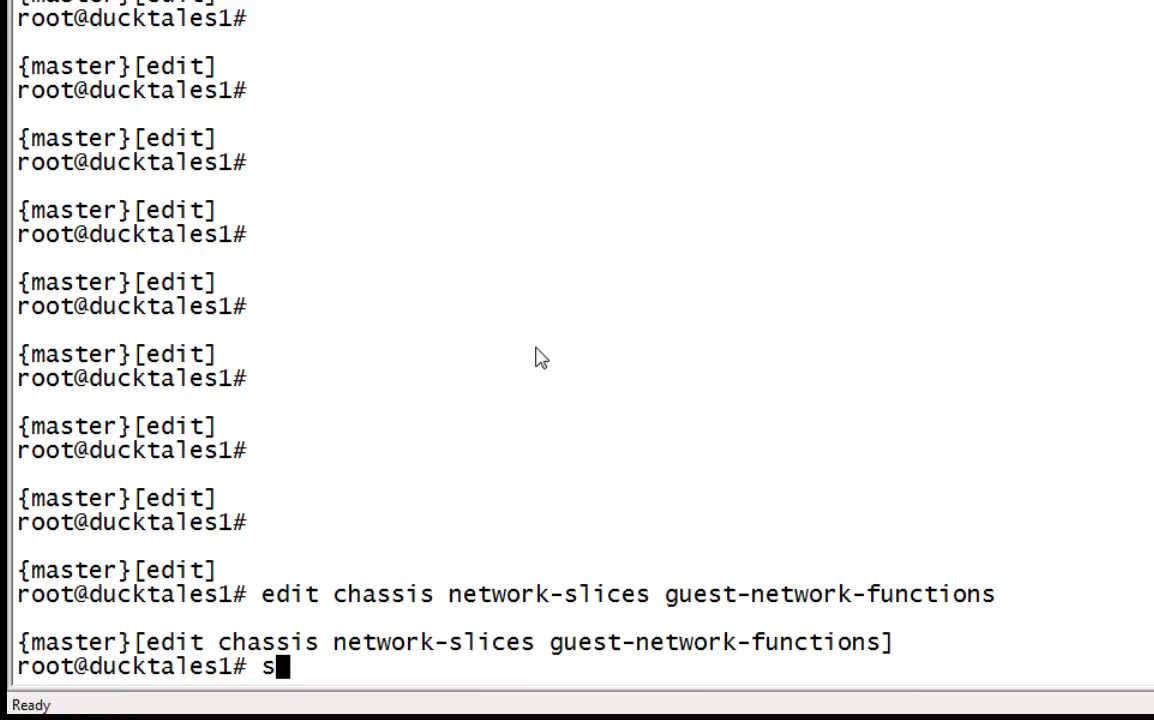 {master}[edit]
root@ducktales1#
{master}[edit]
root@ducktales1#
{master}[edit]
root@ducktales1#
{master}[edit]
root@ducktales1#
{master}[edit]
root@ducktales1#
{master}[edit]
root@ducktales1#
{master}[edit]
root@ducktales1#
{master}[edit]
root@ducktales1#
{master}[edit]
root@ducktales1# edit chassis network-slices guest-network-functions
{master}[edit chassis network-slices guest-network-functions]
root@ducktales1# s
Ready